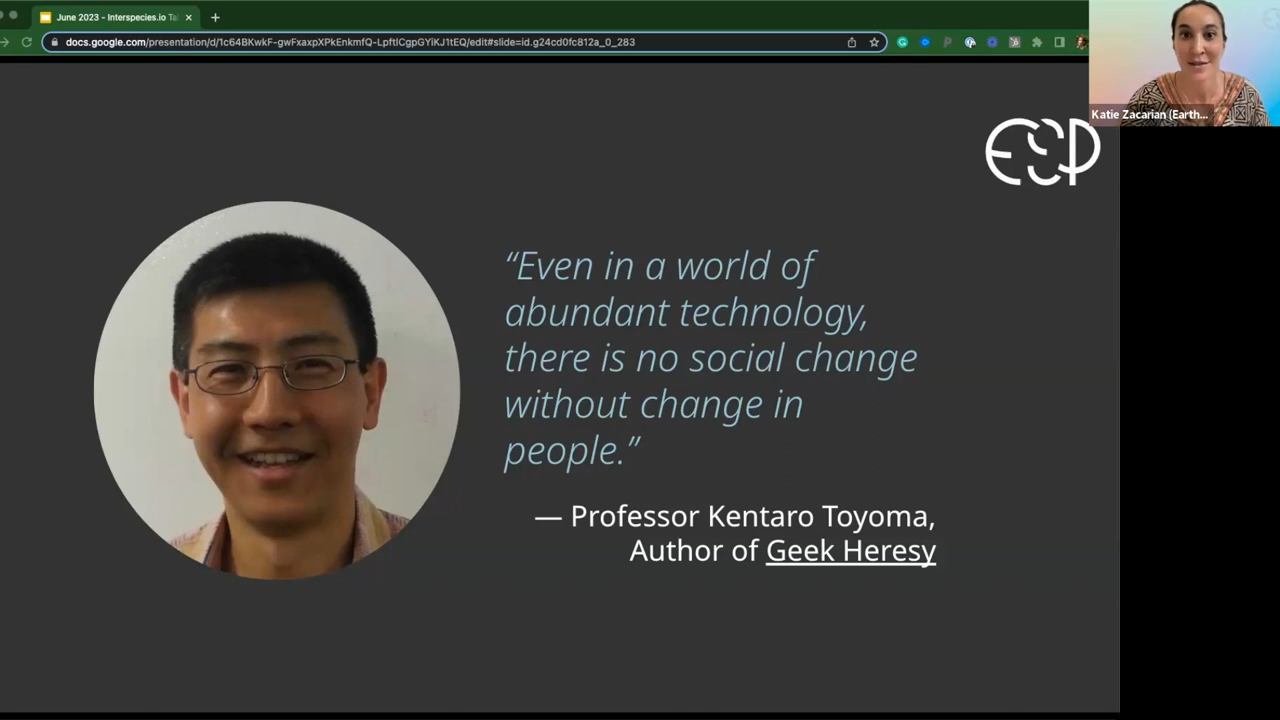 June 2023 - Interspecies.io Ta
docs.google.com/presentation/d/1c64BKwkF-gwFxaxpXPkEnkmfQ-LpftlCgpGYiKJ1tEQ/edit#slide=id.g24cd0fc812a_0_283
Katie Zacarian (Earth...
ESP
“Even in a world of
abundant technology,
there is no social change
without change in
people.”
— Professor Kentaro Toyoma,
Author of Geek Heresy